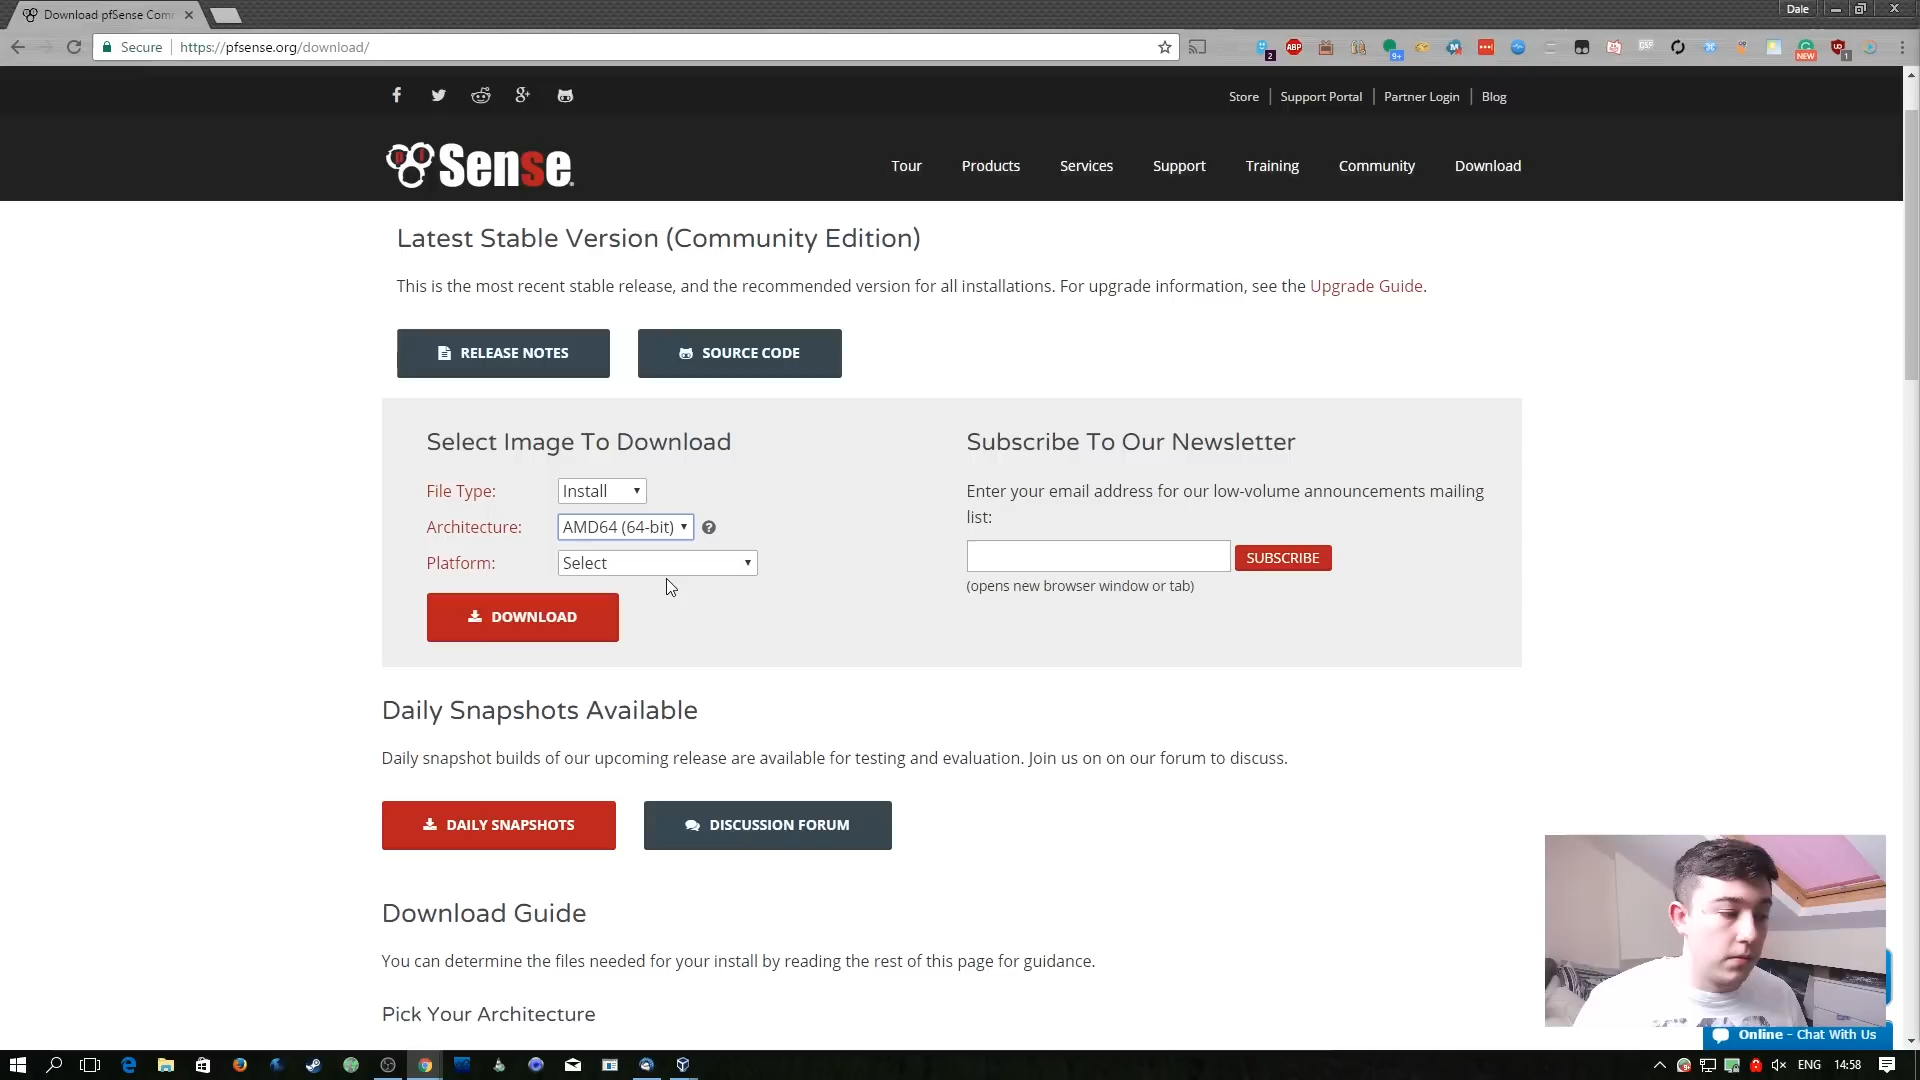 Download pfSense Com
Dale
Secure
https://pfsense.org/download/
2
ABP
9+
NEW
1
Store
Support Portal
Partner Login
Blog
pf Sense
Tour
Products
Services
Support
Training
Community
Download
Latest Stable Version (Community Edition)
This is the most recent stable release, and the recommended version for all installations. For upgrade information, see the Upgrade Guide.
RELEASE NOTES
SOURCE CODE
Select Image To Download
File Type:
Install
Architecture:
AMD64 (64-bit)
Platform:
Select
DOWNLOAD
Subscribe To Our Newsletter
Enter your email address for our low-volume announcements mailing
list:
SUBSCRIBE
(opens new browser window or tab)
Daily Snapshots Available
Daily snapshot builds of our upcoming release are available for testing and evaluation. Join us on on our forum to discuss.
DAILY SNAPSHOTS
DISCUSSION FORUM
Download Guide
You can determine the files needed for your install by reading the rest of this page for guidance.
Pick Your Architecture
Online - Chat With Us
ENG
14:58